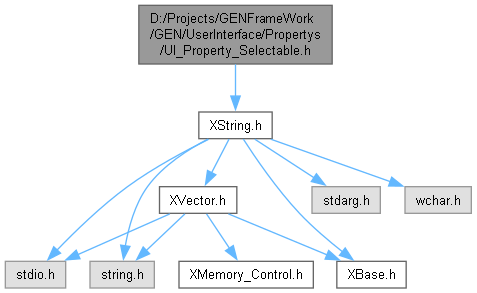 D:/Projects/GENFrameWork
/GEN/UserInterface/Propertys
/UI_Property_Selectable.h
XString.h
XVector.h
stdarg.h
wchar.h
stdio.h
string.h
XMemory_Control.h
XBase.h